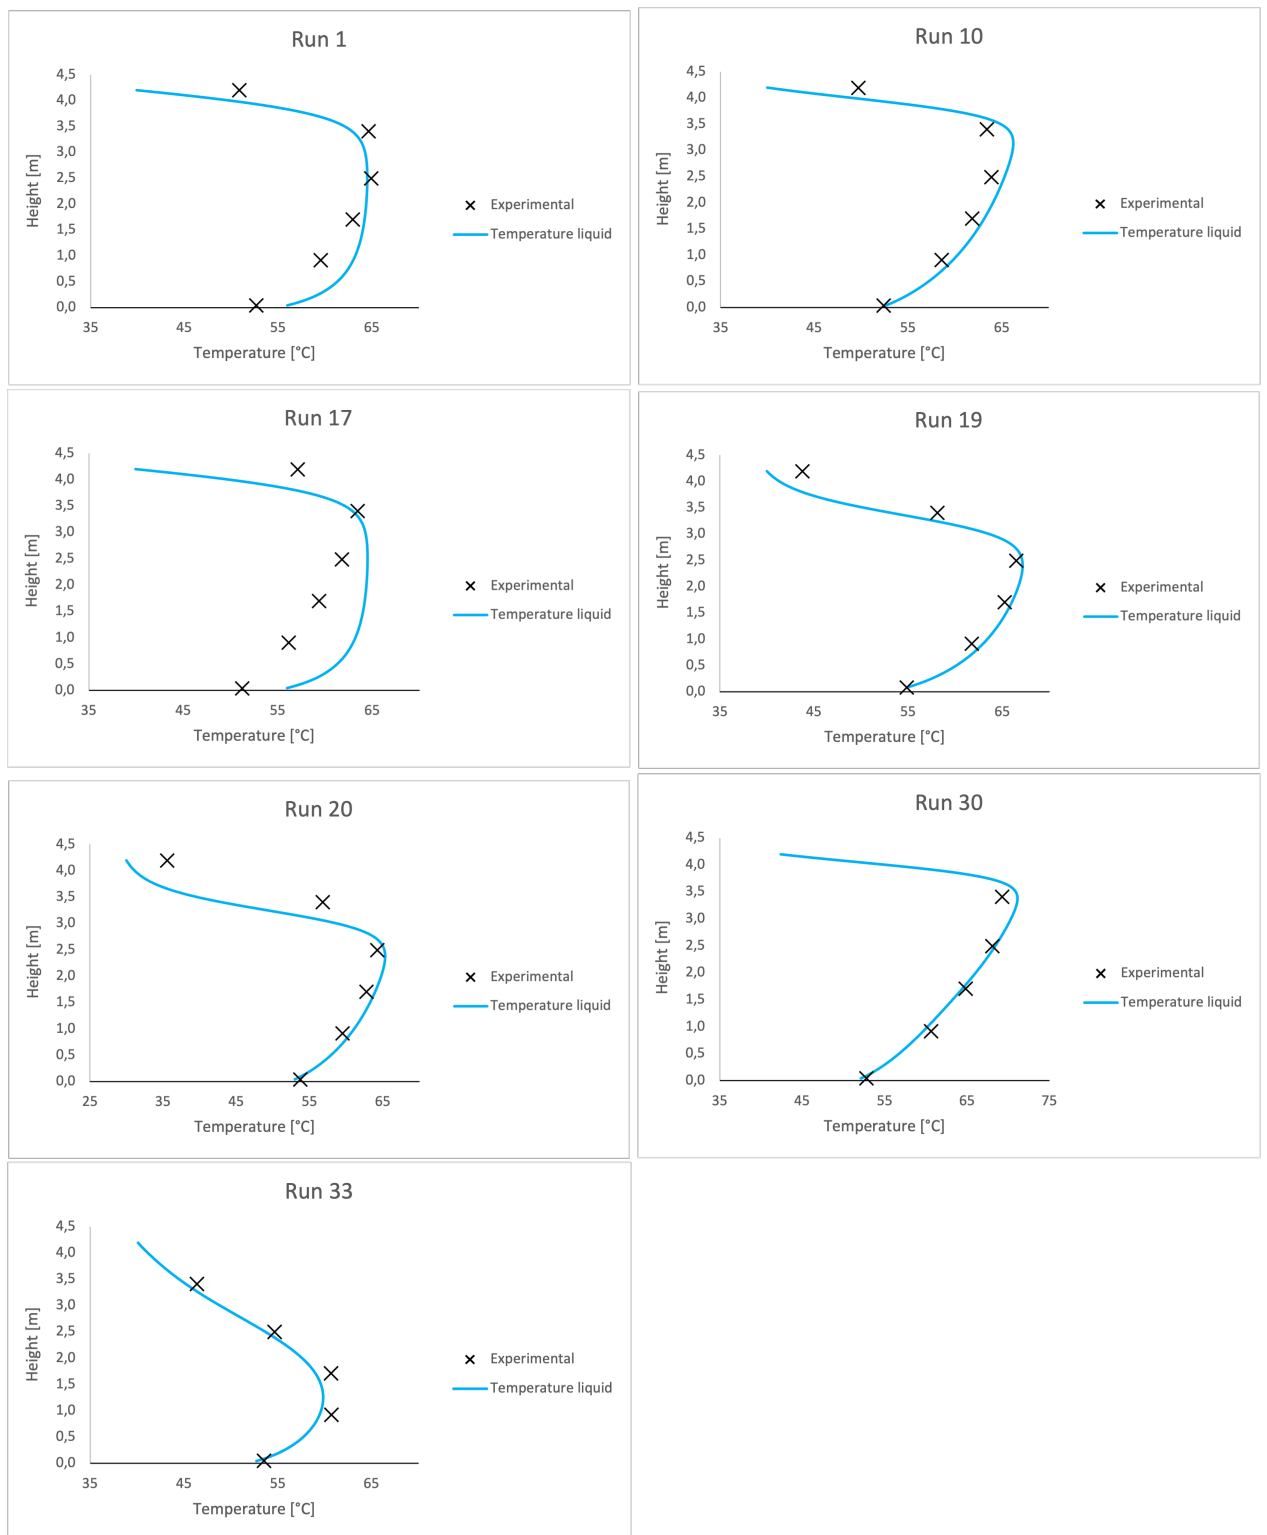 Run 1
4,5
4,0
3,5
3,0
2,5
2,0
1,5
1,0
0,5
0,0
Height [m]
35 45 55 65
Temperature [°C]
Experimental
Temperature liquid
Run 10
4,5
4,0
3,5
3,0
2,5
2,0
1,5
1,0
0,5
0,0
Height [m]
35 45 55 65
Temperature [°C]
Experimental
Temperature liquid
Run 17
4,5
4,0
3,5
3,0
2,5
2,0
1,5
1,0
0,5
0,0
Height [m]
35 45 55 65
Temperature [°C]
Experimental
Temperature liquid
Run 19
4,5
4,0
3,5
3,0
2,5
2,0
1,5
1,0
0,5
0,0
Height [m]
35 45 55 65
Temperature [°C]
Experimental
Temperature liquid
Run 20
4,5
4,0
3,5
3,0
2,5
2,0
1,5
1,0
0,5
0,0
Height [m]
25 35 45 55 65
Temperature [°C]
Experimental
Temperature liquid
Run 30
4,5
4,0
3,5
3,0
2,5
2,0
1,5
1,0
0,5
0,0
Height [m]
35 45 55 65 75
Temperature [°C]
Experimental
Temperature liquid
Run 33
4,5
4,0
3,5
3,0
2,5
2,0
1,5
1,0
0,5
0,0
Height [m]
35 45 55 65
Temperature [°C]
Experimental
Temperature liquid